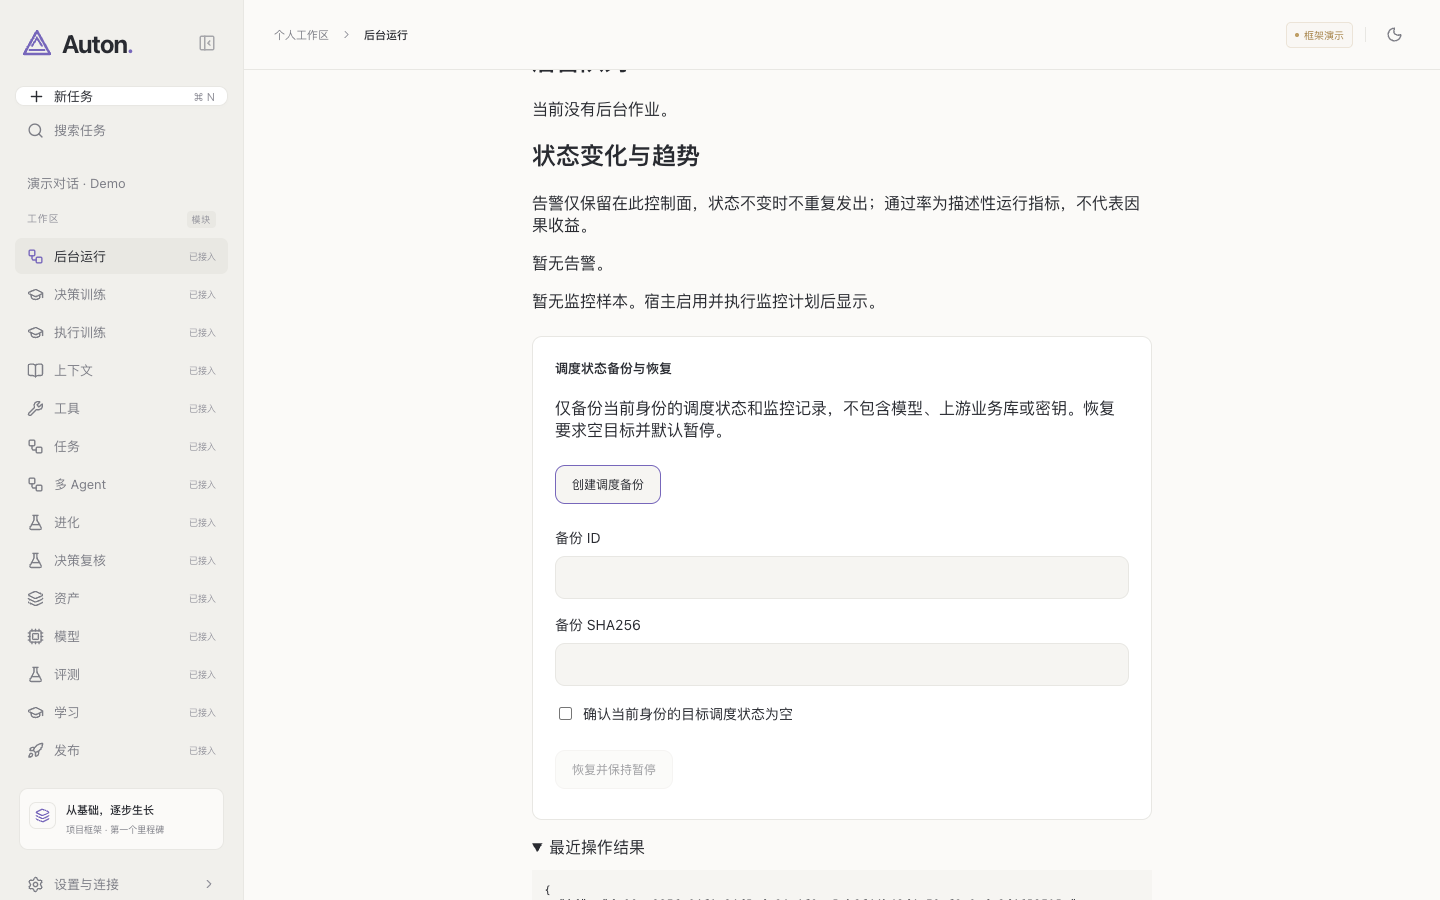 Auton.
新任务
⌘ N
搜索任务
演示对话 · Demo
工作区
模块
后台运行
已接入
决策训练
已接入
执行训练
已接入
上下文
已接入
工具
已接入
任务
已接入
多 Agent
已接入
进化
已接入
决策复核
已接入
资产
已接入
模型
已接入
评测
已接入
学习
已接入
发布
已接入
从基础，逐步生长
项目框架 · 第一个里程碑
设置与连接
个人工作区
后台运行
框架演示
当前没有后台作业。
状态变化与趋势
告警仅保留在此控制面，状态不变时不重复发出；通过率为描述性运行指标，不代表因
果收益。
暂无告警。
暂无监控样本。宿主启用并执行监控计划后显示。
调度状态备份与恢复
仅备份当前身份的调度状态和监控记录，不包含模型、上游业务库或密钥。恢复
要求空目标并默认暂停。
创建调度备份
备份 ID
备份 SHA256
确认当前身份的目标调度状态为空
恢复并保持暂停
最近操作结果
{